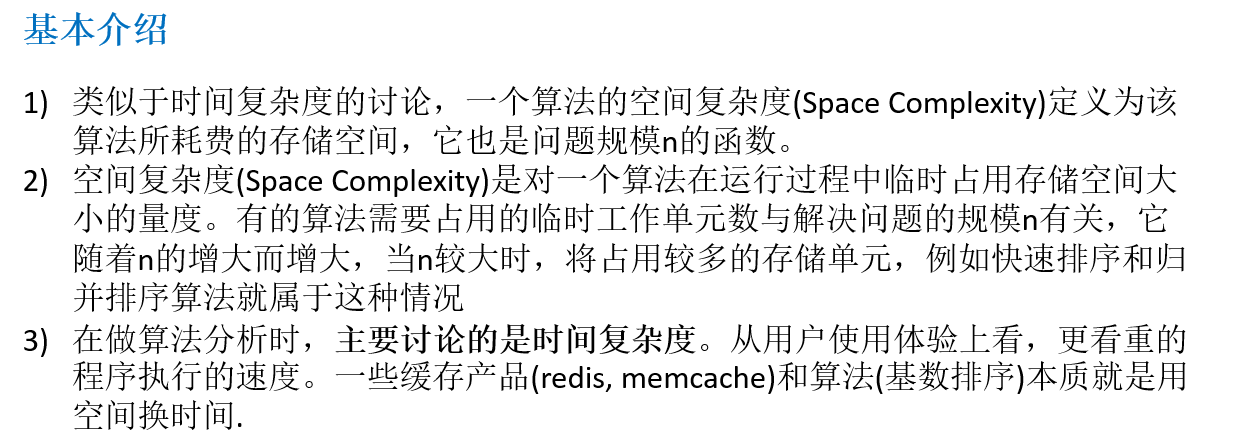 基本介绍
1) 类似于时间复杂度的讨论，一个算法的空间复杂度(Space Complexity)定义为该
算法所耗费的存储空间，它也是问题规模n的函数。
2) 空间复杂度(Space Complexity)是对一个算法在运行过程中临时占用存储空间大
小的量度。有的算法需要占用的临时工作单元数与解决问题的规模n有关，它
随着n的增大而增大，当n较大时，将占用较多的存储单元，例如快速排序和归
并排序算法就属于这种情况
3) 在做算法分析时，主要讨论的是时间复杂度。从用户使用体验上看，更看重的
程序执行的速度。一些缓存产品(redis, memcache)和算法(基数排序)本质就是用
空间换时间.